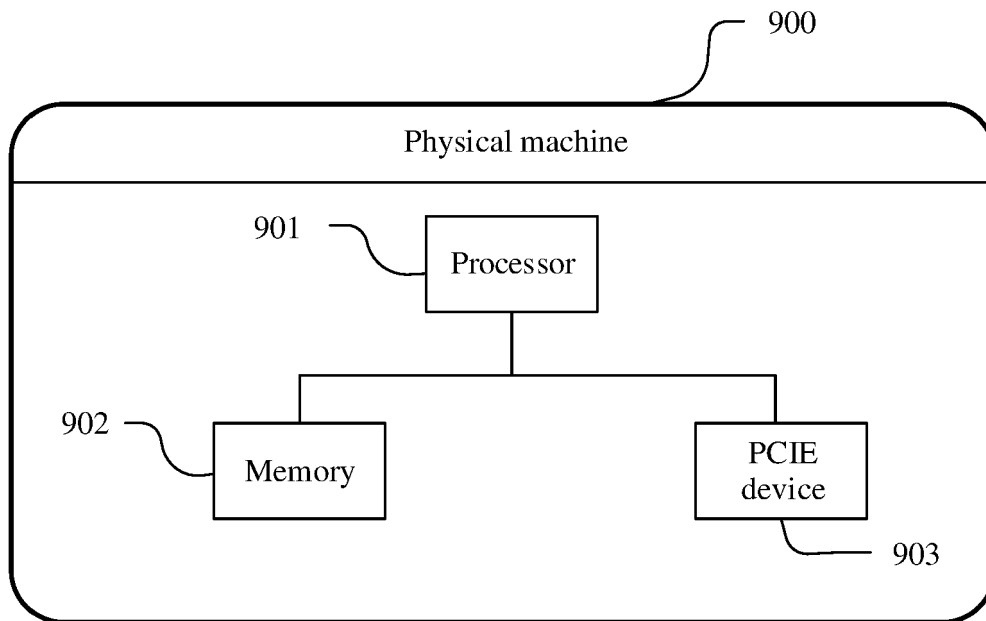 900
Physical machine
901
Processor
902
Memory
PCIE
device
903